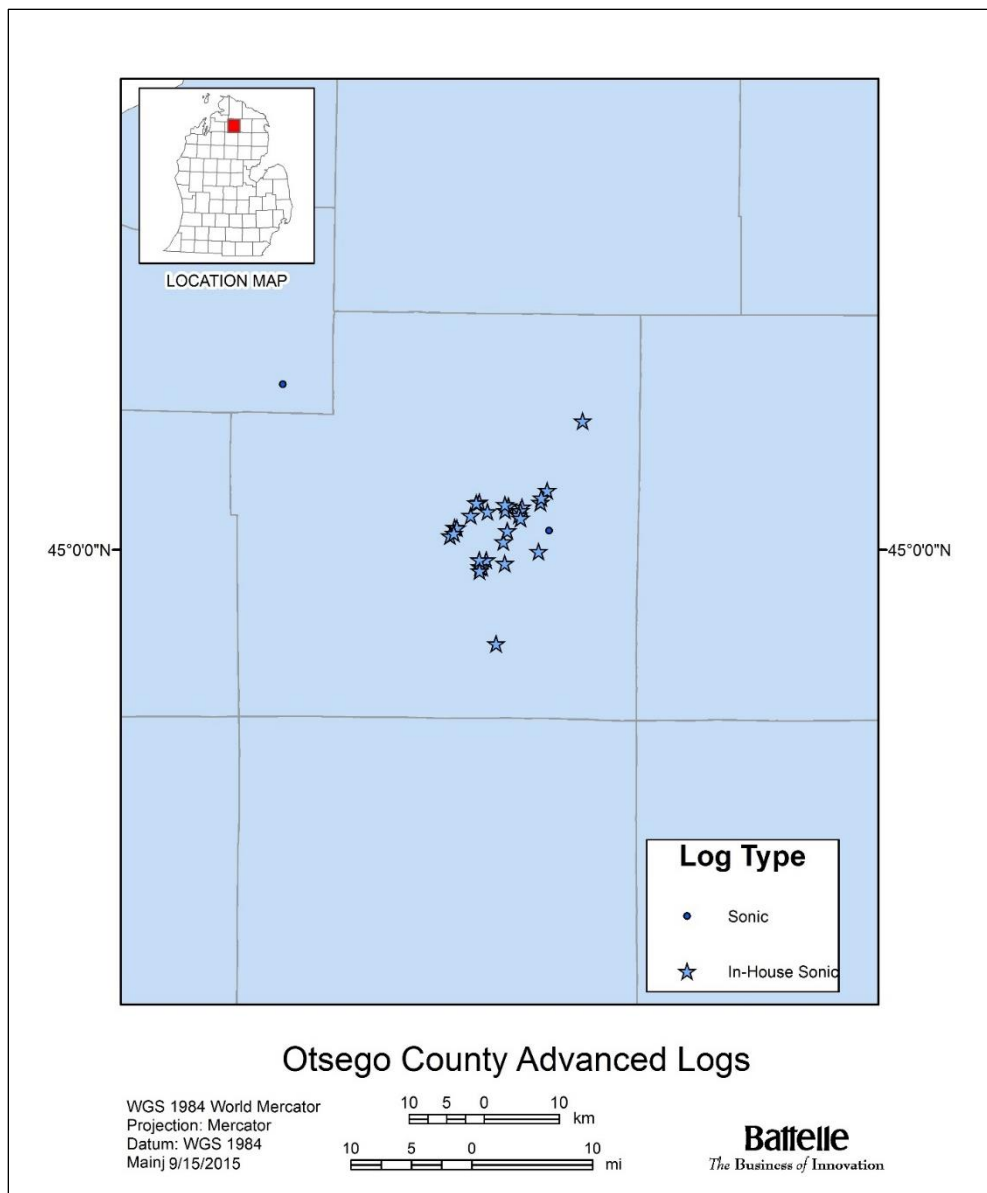 LOCATION MAP
45°0'0"N
45°0'0"N
Log Type
Sonic
In-House Sonic
Otsego County Advanced Logs
WGS 1984 World Mercator
Projection: Mercator
Datum: WGS 1984
Mainj 9/15/2015
10 5 0 10
km
10 5 0 10
mi
Battelle
The Business of Innovation